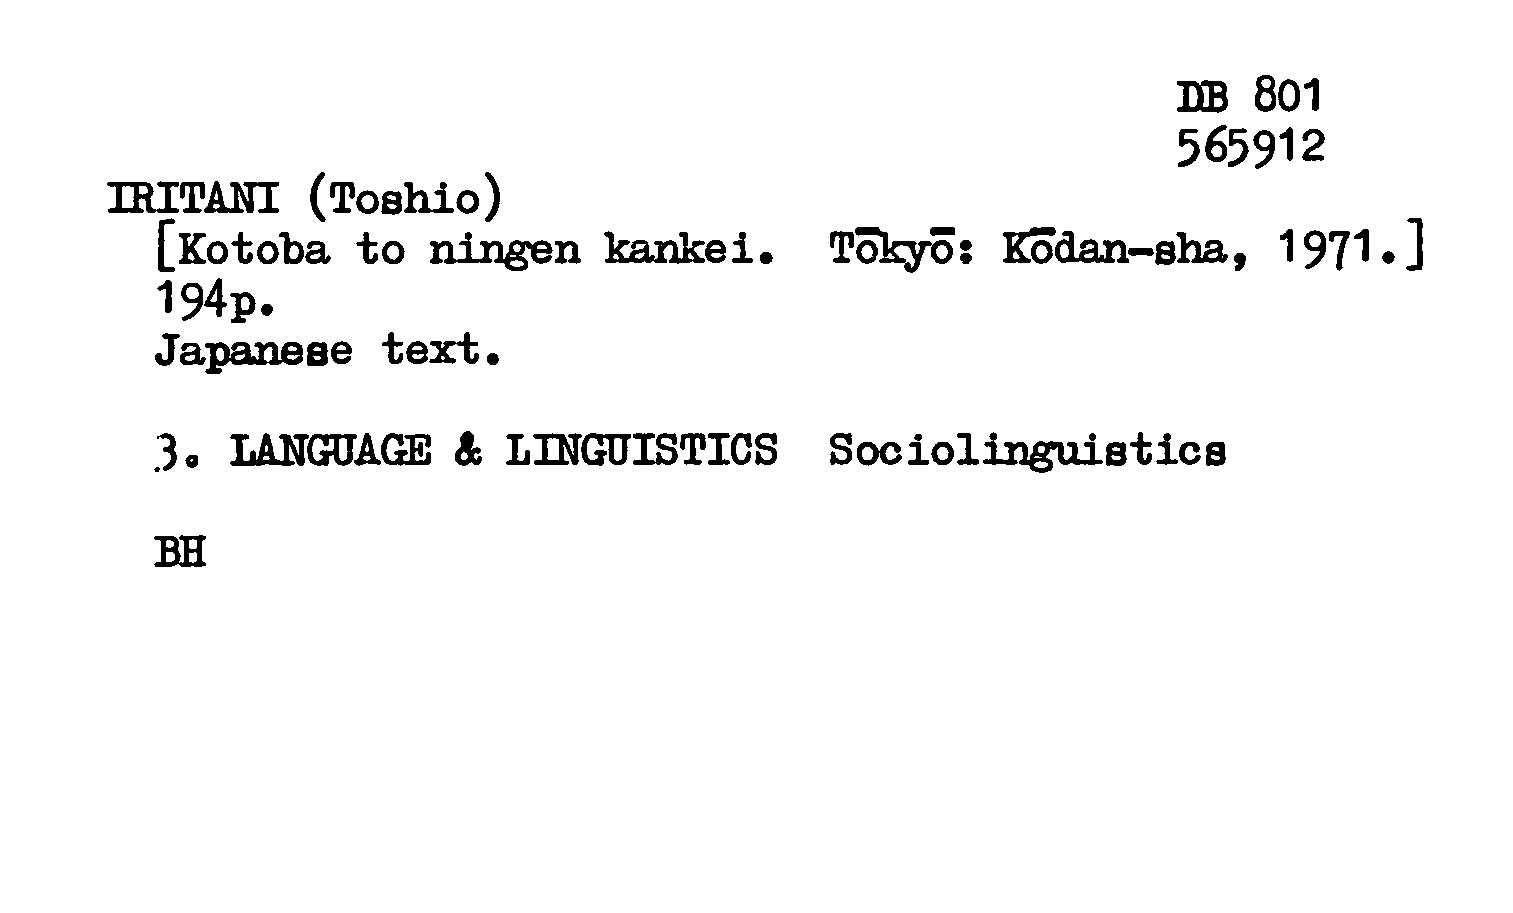 DB 801
565912
IRITANI (Toshio)
[Kotoba to ningen kankei. Tōkyō: Kōdan-sha, 1971.]
194p.
Japanese text.
3. LANGUAGE & LINGUISTICS Sociolinguistics
BH